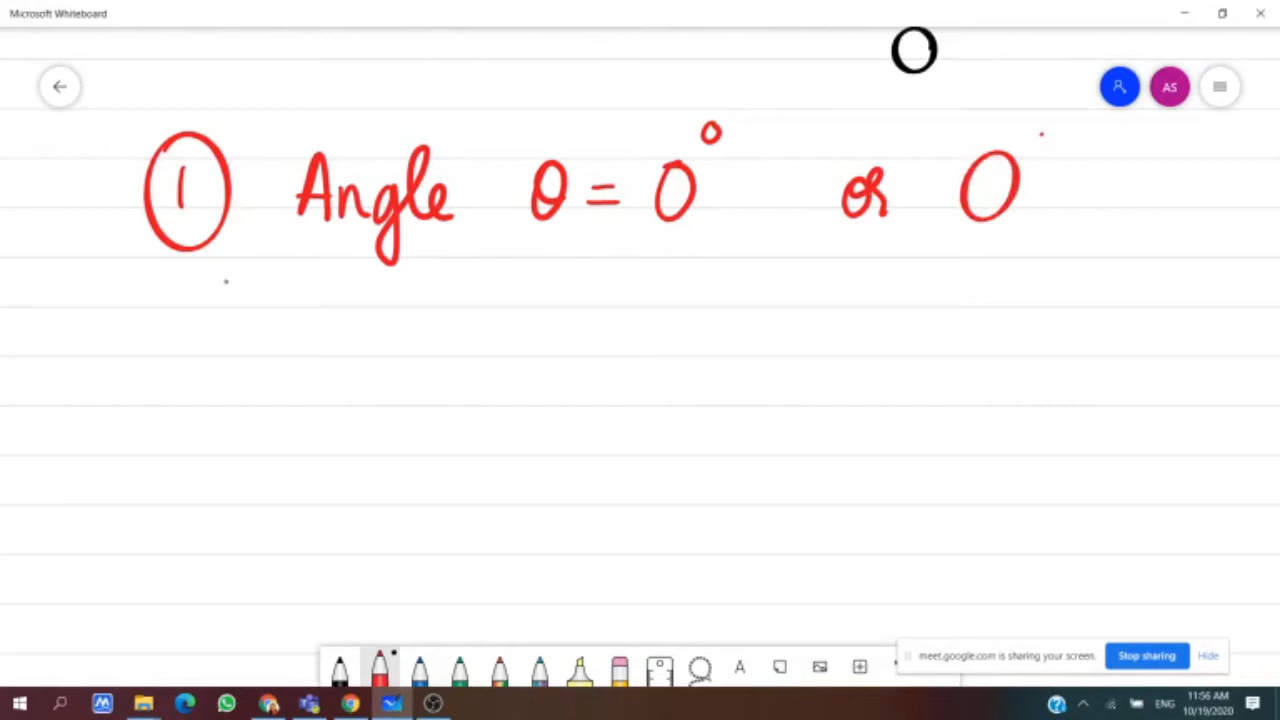 Microsoft Whiteboard
O
AS
① Angle θ = 0° or 0
A
meet.google.com is sharing your screen. Stop sharing Hide
ENG
11:56 AM
10/19/2020